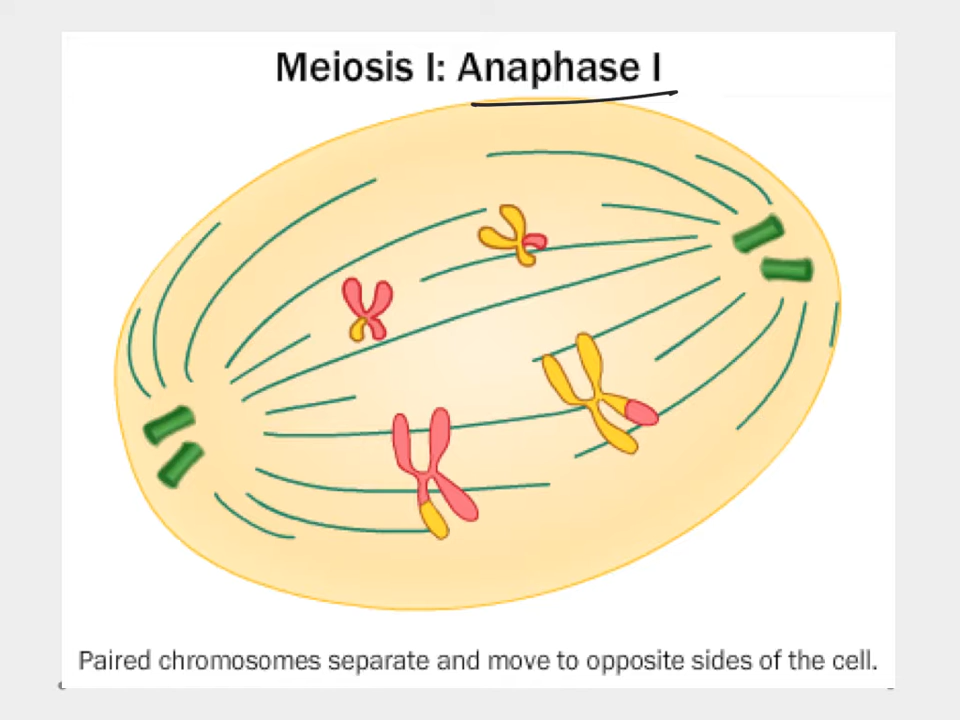 Meiosis I: Anaphase I
Paired chromosomes separate and move to opposite sides of the cell.